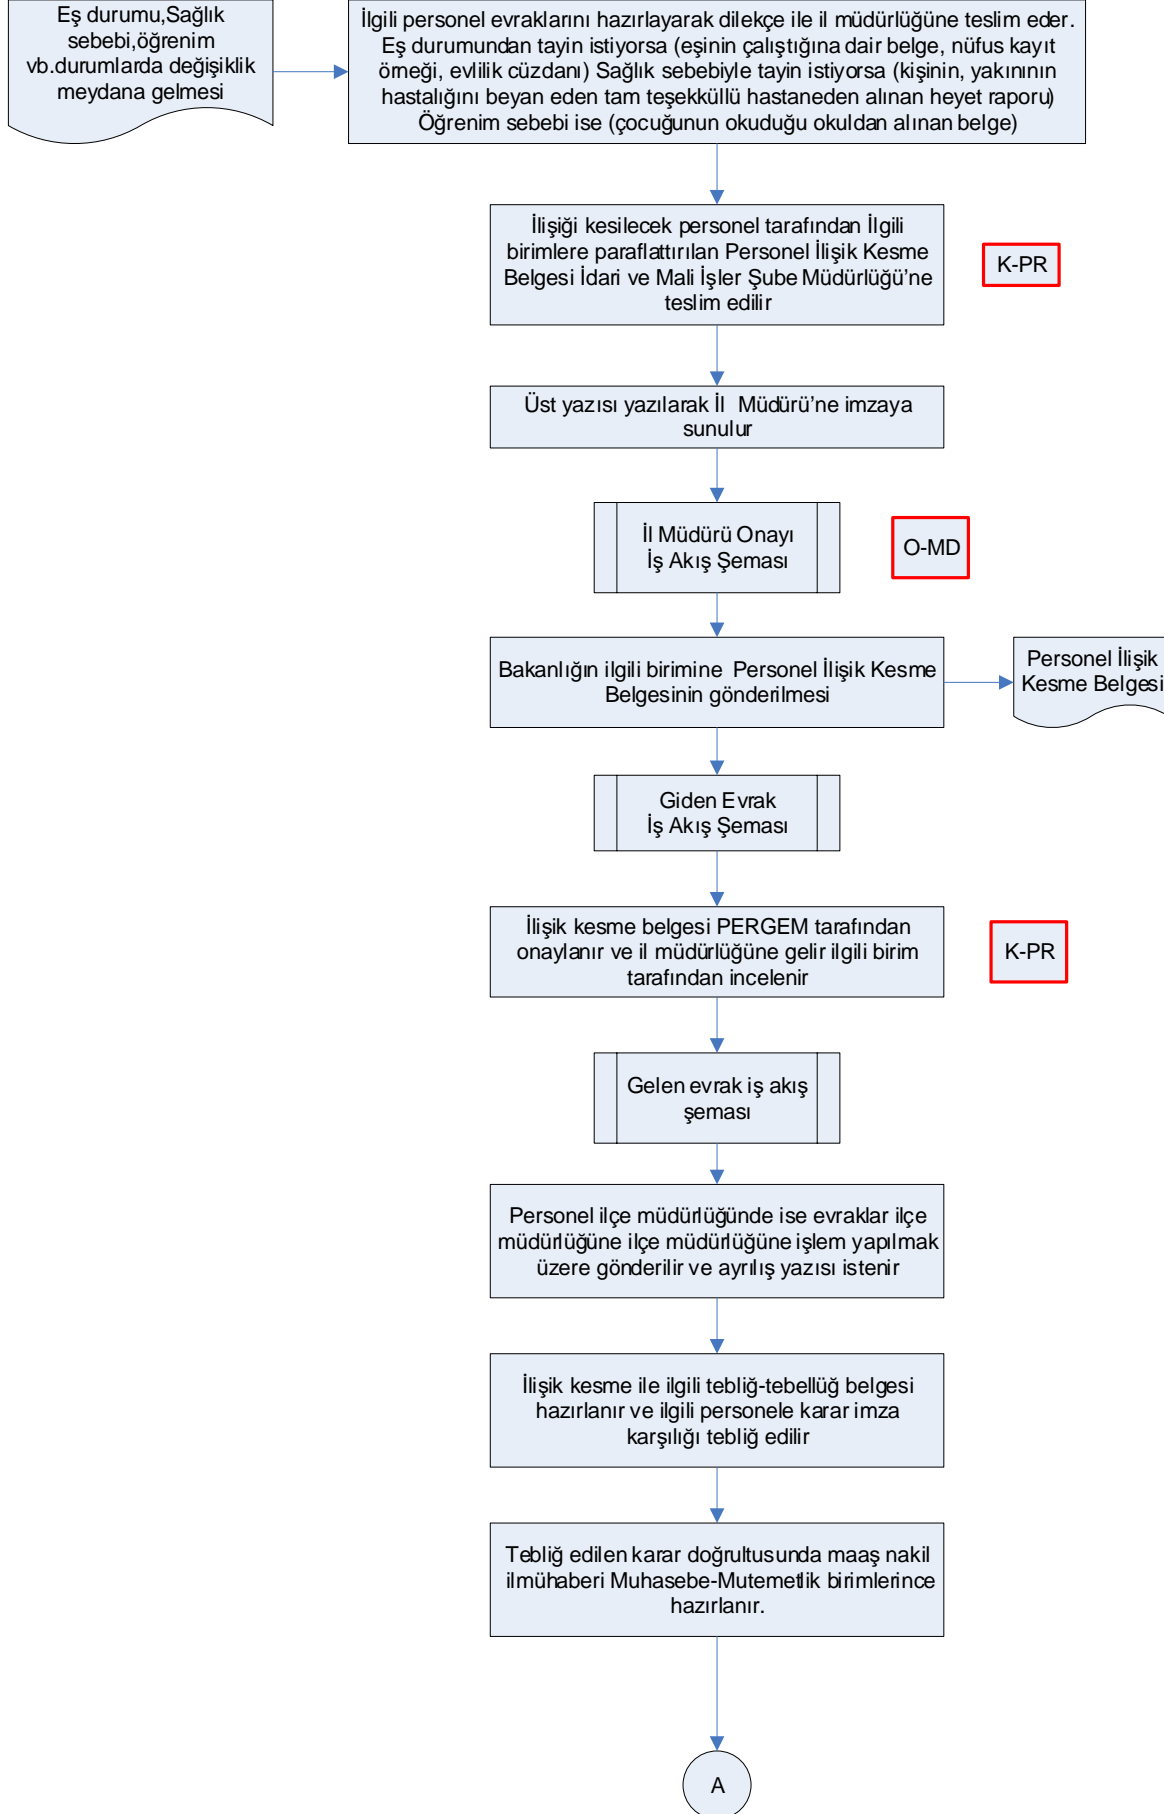 Eş durumu,Sağlık
sebebi,öğrenim
vb.durumlarda değişiklik
meydana gelmesi
İlgili personel evraklarını hazırlayarak dilekçe ile il müdürlüğüne teslim eder.
Eş durumundan tayin istiyorsa (eşinin çalıştığına dair belge, nüfus kayıt
örneği, evlilik cüzdanı) Sağlık sebebiyle tayin istiyorsa (kişinin, yakınının
hastalığını beyan eden tam teşekküllü hastaneden alınan heyet raporu)
Öğrenim sebebi ise (çocuğunun okuduğu okuldan alınan belge)
İlişiği kesilecek personel tarafından İlgili
birimlere paraflattırılan Personel İlişik Kesme
Belgesi İdari ve Mali İşler Şube Müdürlüğü’ne
teslim edilir
K-PR
Üst yazısı yazılarak İl Müdürü’ne imzaya
sunulur
İl Müdürü Onayı
İş Akış Şeması
O-MD
Bakanlığın ilgili birimine Personel İlişik Kesme
Belgesinin gönderilmesi
Personel İlişik
Kesme Belgesi
Giden Evrak
İş Akış Şeması
İlişik kesme belgesi PERGEM tarafından
onaylanır ve il müdürlüğüne gelir ilgili birim
tarafından incelenir
K-PR
Gelen evrak iş akış
şeması
Personel ilçe müdürlüğünde ise evraklar ilçe
müdürlüğüne ilçe müdürlüğüne işlem yapılmak
üzere gönderilir ve ayrılış yazısı istenir
İlişik kesme ile ilgili tebliğ-tebellüğ belgesi
hazırlanır ve ilgili personele karar imza
karşılığı tebliğ edilir
Tebliğ edilen karar doğrultusunda maaş nakil
ilmühaberi Muhasebe-Mutemetlik birimlerince
hazırlanır.
A